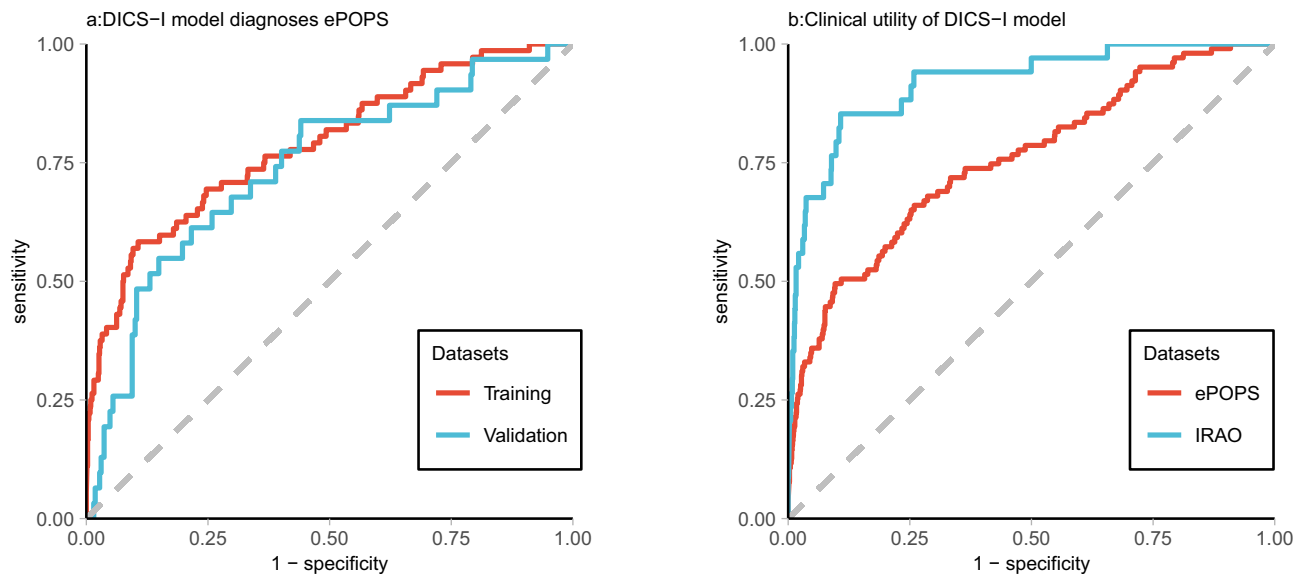 a:DICS−I model diagnoses ePOPS
1.00
0.75
0.50
0.25
0.00
sensitivity
0.00 0.25 0.50 0.75 1.00
1 − specificity
Datasets
Training
Validation
b:Clinical utility of DICS−I model
1.00
0.75
0.50
0.25
0.00
sensitivity
0.00 0.25 0.50 0.75 1.00
1 − specificity
Datasets
ePOPS
IRAO